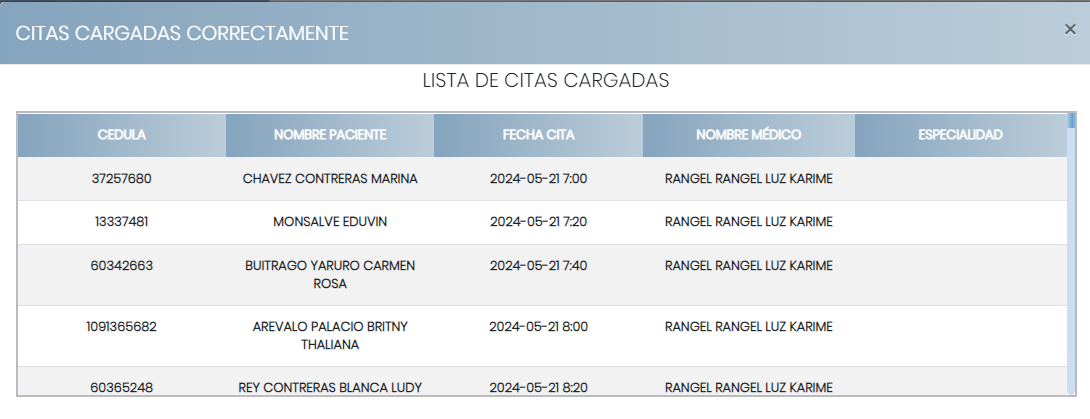 CITAS CARGADAS CORRECTAMENTE ×
LISTA DE CITAS CARGADAS
CEDULA NOMBRE PACIENTE FECHA CITA NOMBRE MÉDICO ESPECIALIDAD
37257680 CHAVEZ CONTRERAS MARINA 2024-05-21 7:00 RANGEL RANGEL LUZ KARIME
13337481 MONSALVE EDUVIN 2024-05-21 7:20 RANGEL RANGEL LUZ KARIME
60342663 BUITRAGO YARURO CARMEN 2024-05-21 7:40 RANGEL RANGEL LUZ KARIME
ROSA
1091365682 AREVALO PALACIO BRITNY 2024-05-21 8:00 RANGEL RANGEL LUZ KARIME
THALIANA
60365248 REY CONTRERAS BLANCA LUDY 2024-05-21 8:20 RANGEL RANGEL LUZ KARIME